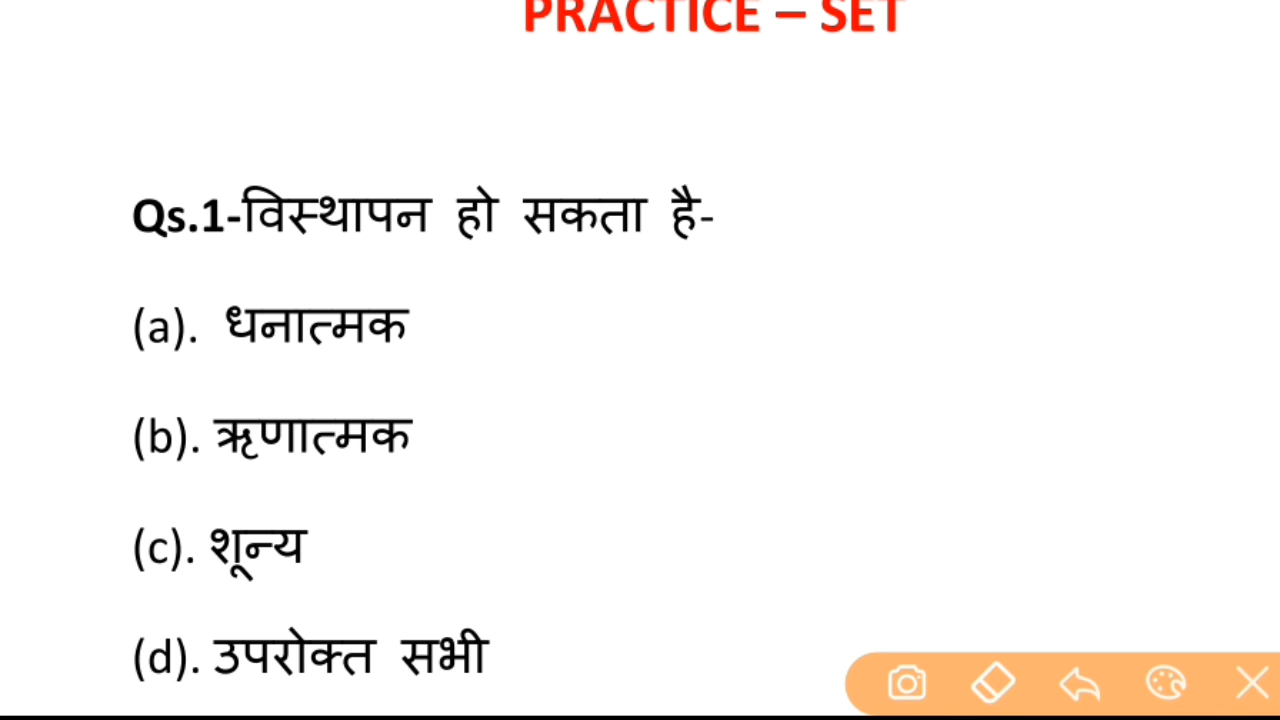 PRACTICE – SET
Qs.1-विस्थापन हो सकता है-
(a). धनात्मक
(b). ऋणात्मक
(c). शून्य
(d). उपरोक्त सभी